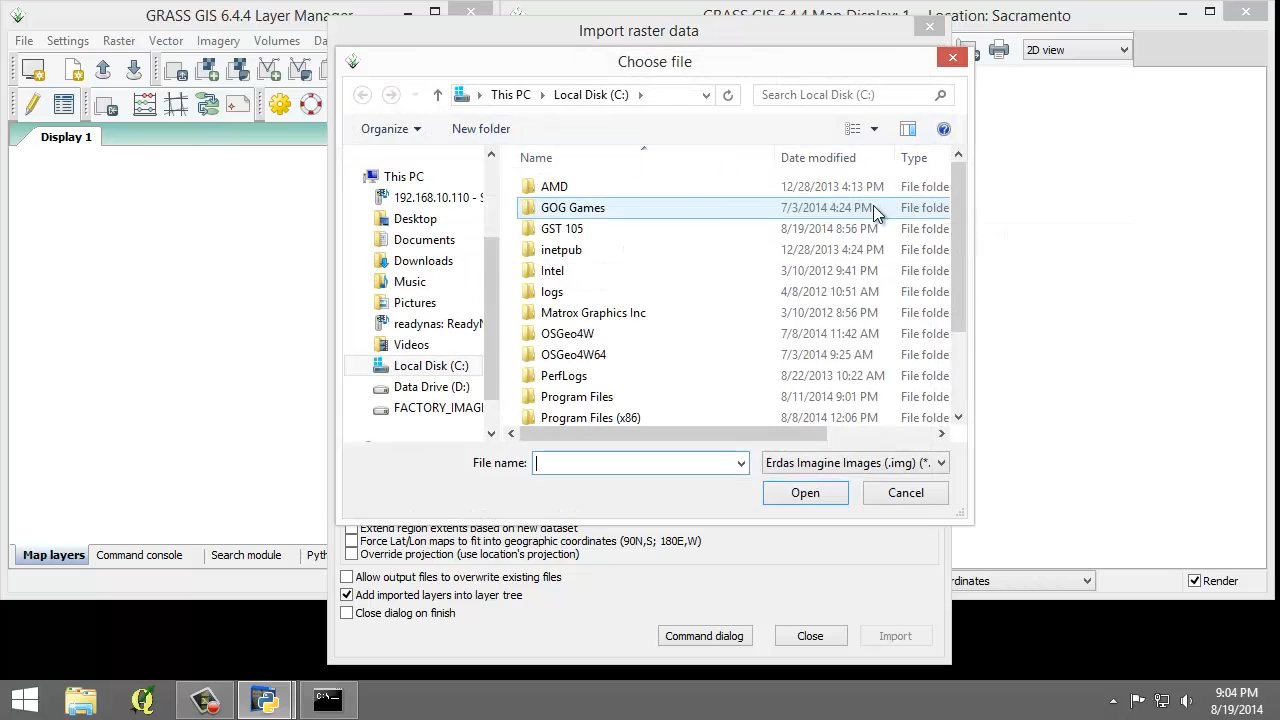 GRASS GIS 6.4.4 Layer Manager
GRASS GIS 6.4.4 Map Display: 1 - Location: Sacramento
File Settings Raster Vector Imagery Volumes
2D view
Display 1
Import raster data
Choose file
This PC Local Disk (C:)
Search Local Disk (C:)
Organize New folder
Name Date modified Type
This PC
192.168.10.110 - S
Desktop
Documents
Downloads
Music
Pictures
readynas: ReadyN
Videos
Local Disk (C:)
Data Drive (D:)
FACTORY_IMAG
AMD 12/28/2013 4:13 PM File folde
GOG Games 7/3/2014 4:24 PM File folde
GST 105 8/19/2014 8:56 PM File folde
inetpub 12/28/2013 4:24 PM File folde
Intel 3/10/2012 9:41 PM File folde
logs 4/8/2012 10:51 AM File folde
Matrox Graphics Inc 3/10/2012 8:56 PM File folde
OSGeo4W 7/8/2014 11:42 AM File folde
OSGeo4W64 7/3/2014 9:25 AM File folde
PerfLogs 8/22/2013 10:22 AM File folde
Program Files 8/11/2014 9:01 PM File folde
Program Files (x86) 8/8/2014 12:06 PM File folde
File name: Erdas Imagine Images (.img) (*.
Open Cancel
Extend region extents based on new dataset
Force Lat/Lon maps to fit into geographic coordinates (90N,S; 180E,W)
Override projection (use location's projection)
Allow output files to overwrite existing files
Add imported layers into layer tree
Close dialog on finish
Command dialog Close Import
Map layers Command console Search module Pyth
rdinates Render
9:04 PM
8/19/2014